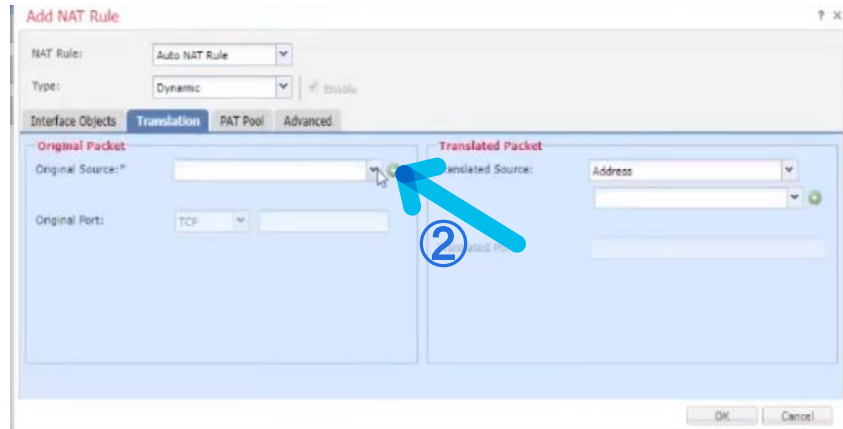 Add NAT Rule ? X
NAT Rule: Auto NAT Rule
Type: Dynamic Enable
Interface Objects Translation PAT Pool Advanced
Original Packet
Original Source:*
Original Port: TCP
Translated Packet
anslated Source: Address
②
OK Cancel